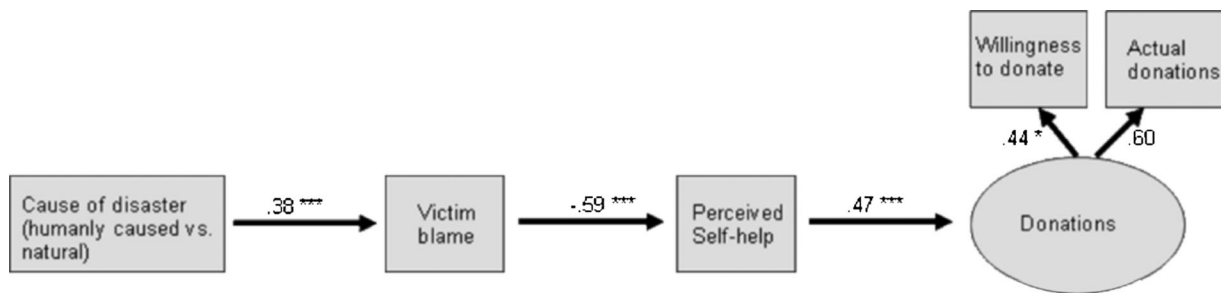 Willingness
to donate
Actual
donations
.44 *
.60
Cause of disaster
(humanly caused vs.
natural)
.38 ***
Victim
blame
-.59 ***
Perceived
Self-help
.47 ***
Donations